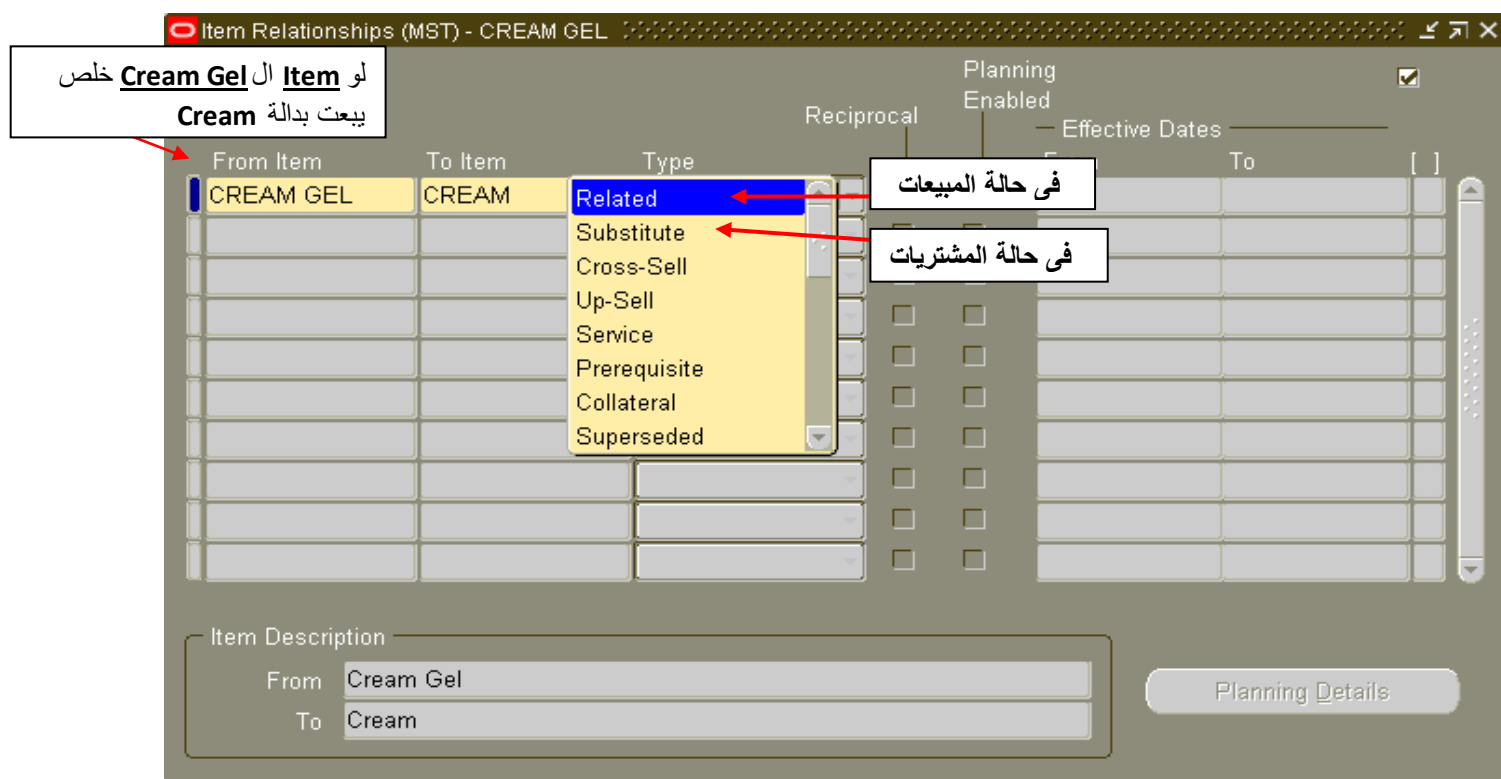 Item Relationships (MST) - CREAM GEL
لو Item ال Cream Gel خلص
يبعت بدالة Cream
Planning
Enabled
Reciprocal
Effective Dates
From Item To Item Type To [ ]
CREAM GEL CREAM
Related
Substitute
Cross-Sell
Up-Sell
Service
Prerequisite
Collateral
Superseded
فى حالة المبيعات
فى حالة المشتريات
Item Description
From Cream Gel
To Cream
Planning Details